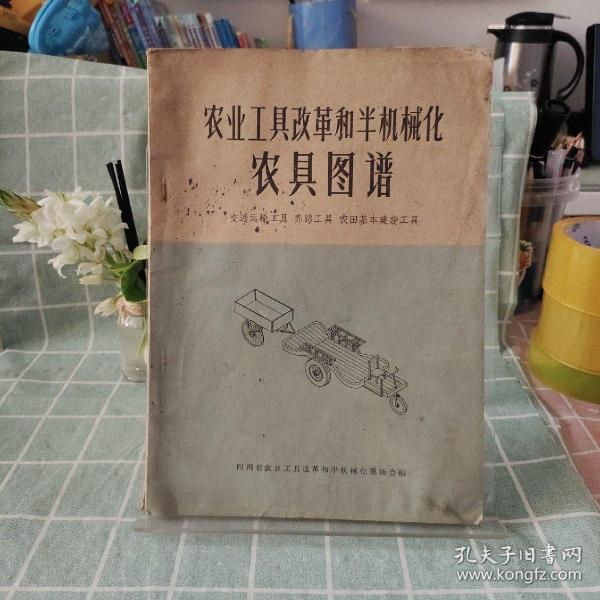 农业工具改革和半机械化
农具图谱
交通运输工具 养路工具 农田基本建设工具
四川省农业工具改革和半机械化现场会编
孔夫子旧书网
www.kongfz.com